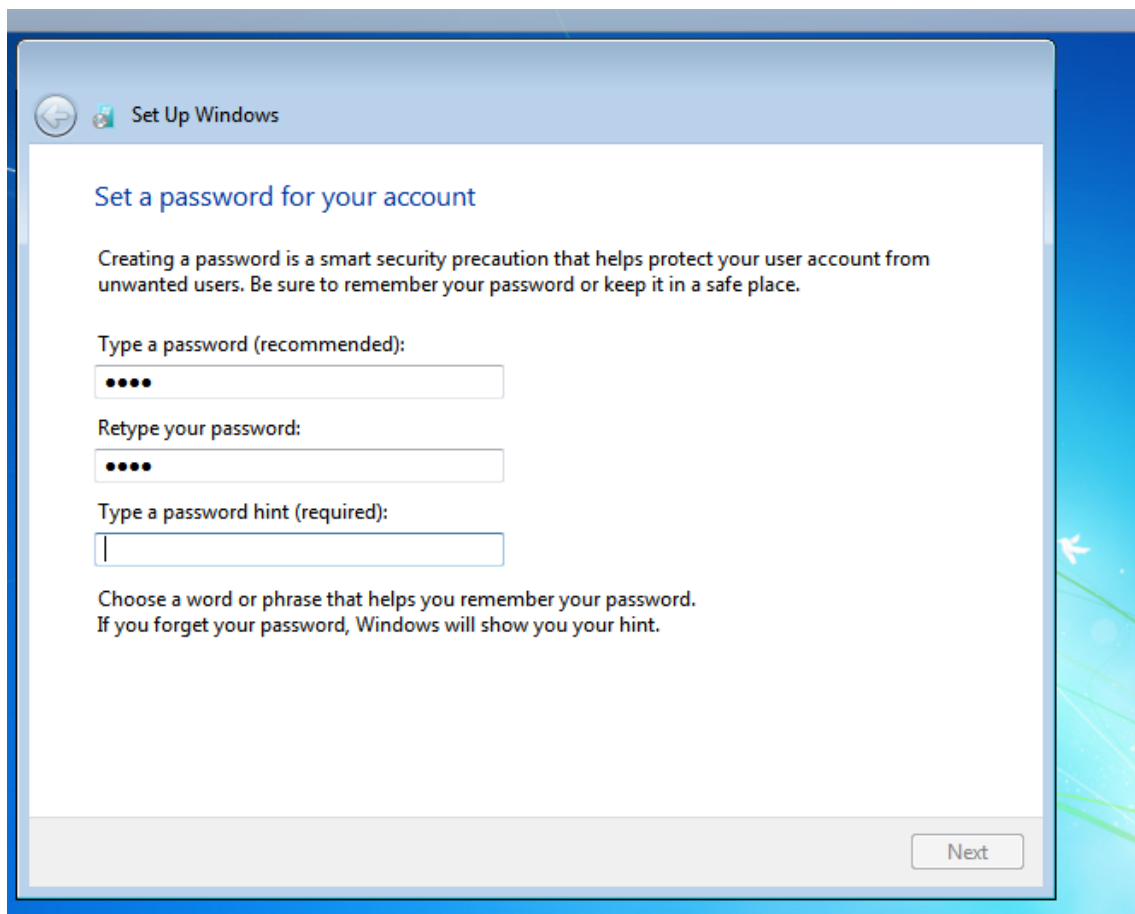 Set Up Windows
Set a password for your account
Creating a password is a smart security precaution that helps protect your user account from
unwanted users. Be sure to remember your password or keep it in a safe place.
Type a password (recommended):
••••
Retype your password:
••••
Type a password hint (required):
Choose a word or phrase that helps you remember your password.
If you forget your password, Windows will show you your hint.
Next